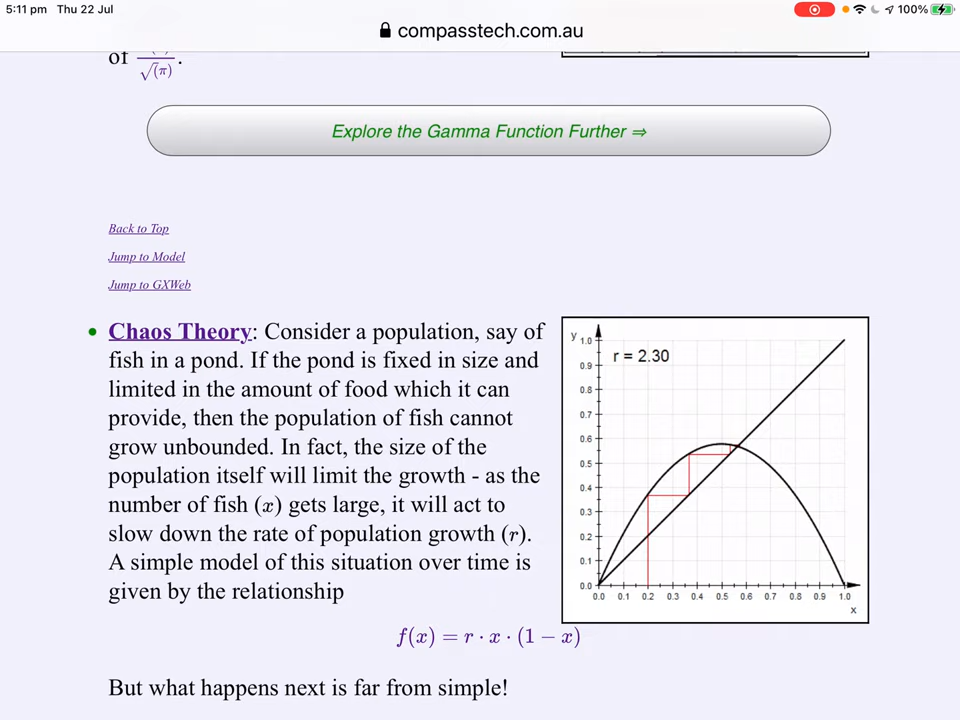 5:11 pm Thu 22 Jul 100%
compasstech.com.au
of √(π) .
Explore the Gamma Function Further ⇒
Back to Top
Jump to Model
Jump to GXWeb
• Chaos Theory: Consider a population, say of
fish in a pond. If the pond is fixed in size and
limited in the amount of food which it can
provide, then the population of fish cannot
grow unbounded. In fact, the size of the
population itself will limit the growth - as the
number of fish (x) gets large, it will act to
slow down the rate of population growth (r).
A simple model of this situation over time is
given by the relationship
y
r = 2.30
1.0
0.9
0.8
0.7
0.6
0.5
0.4
0.3
0.2
0.1
0.0
0.0 0.1 0.2 0.3 0.4 0.5 0.6 0.7 0.8 0.9 1.0
x
f(x) = r · x · (1 − x)
But what happens next is far from simple!